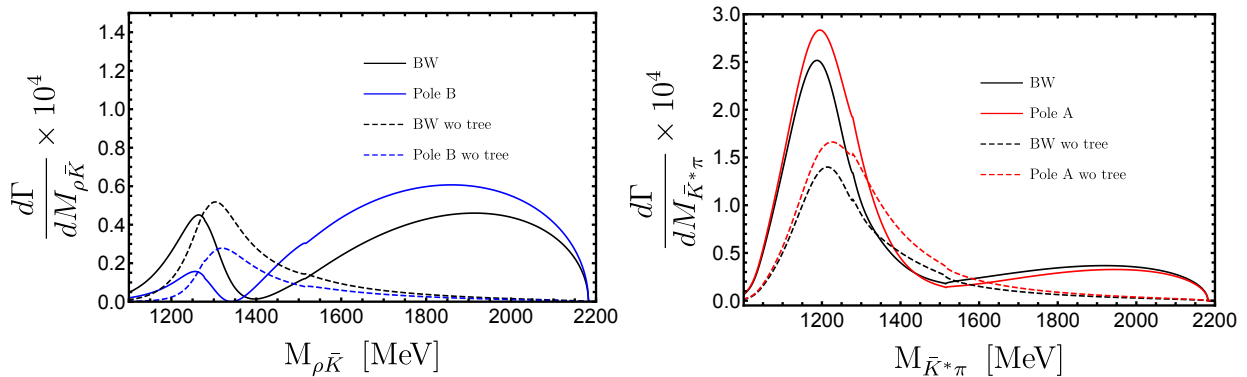 1.4
1.2
1.0
0.8
0.6
0.4
0.2
0.0
1200 1400 1600 1800 2000 2200
dΓ/dM_{ρK̄} × 10^4
M_{ρK̄} [MeV]
BW
Pole B
BW wo tree
Pole B wo tree
3.0
2.5
2.0
1.5
1.0
0.5
0.0
1200 1400 1600 1800 2000 2200
dΓ/dM_{K̄*π} × 10^4
M_{K̄*π} [MeV]
BW
Pole A
BW wo tree
Pole A wo tree